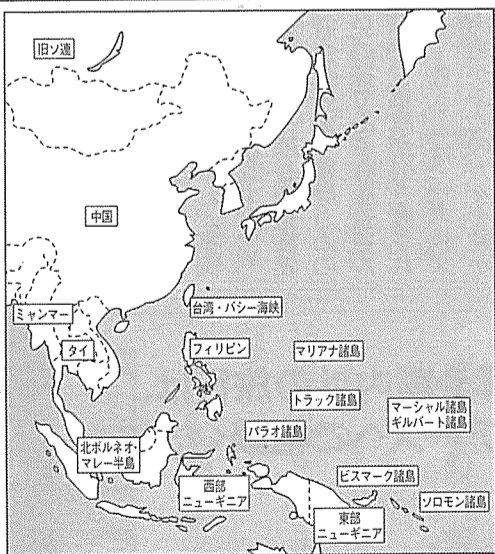 旧ソ連
中国
ミャンマー
台湾・バシー海峡
タイ
フィリピン
マリアナ諸島
トラック諸島
マーシャル諸島
ギルバート諸島
パラオ諸島
北ボルネオ・
マレー半島
西部
ニューギニア
ビスマーク諸島
ソロモン諸島
東部
ニューギニア